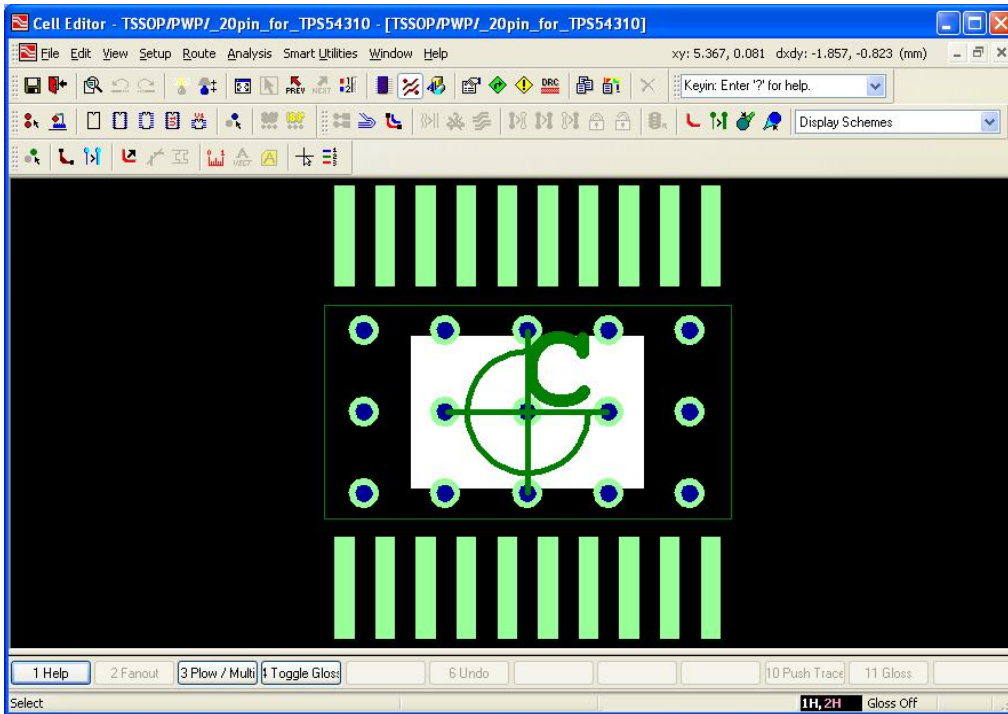 Cell Editor - TSSOP/PWP/_20pin_for_TPS54310 - [TSSOP/PWP/_20pin_for_TPS54310]
File Edit View Setup Route Analysis Smart Utilities Window Help xy: 5.367, 0.081 dxdy: -1.857, -0.823 (mm)
PREV NEXT DRC Keyin: Enter '?' for help.
Display Schemes
C
1 Help 2 Fanout 3 Plow / Multi 4 Toggle Gloss 6 Undo 10 Push Trace 11 Gloss
Select 1H, 2H Gloss Off